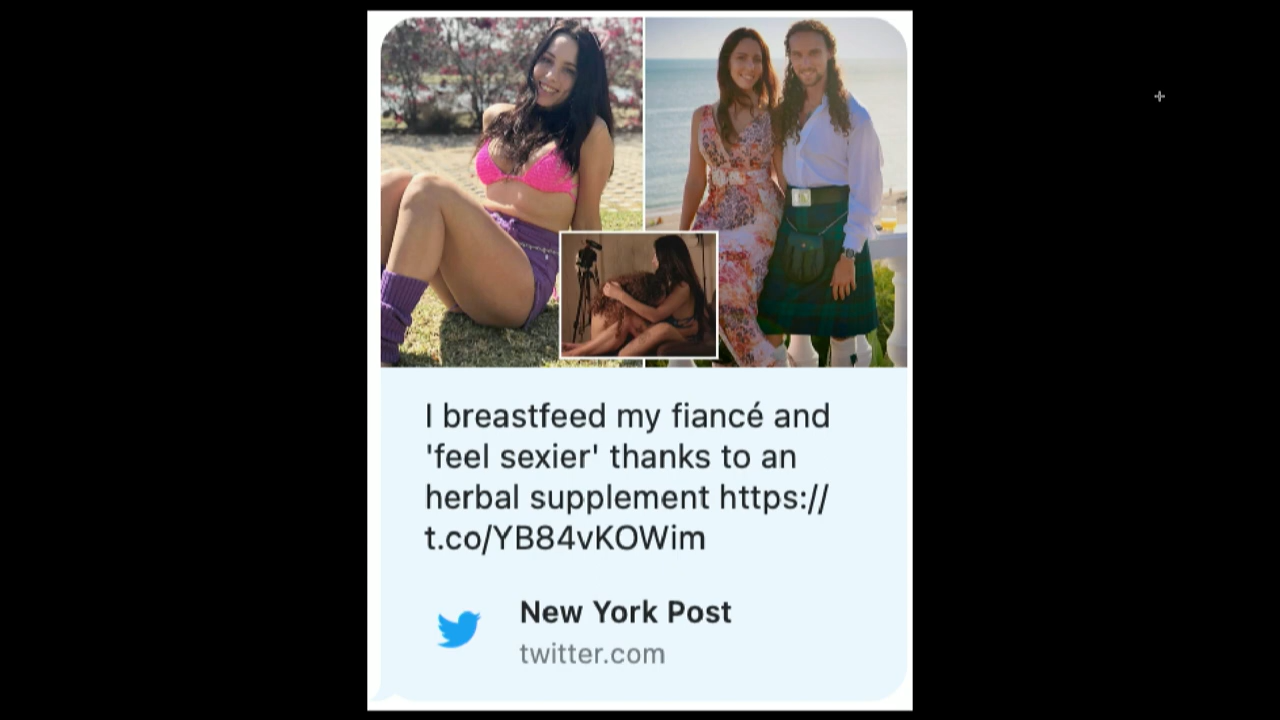 I breastfeed my fiancé and
'feel sexier' thanks to an
herbal supplement https://
t.co/YB84vKOWim
New York Post
twitter.com